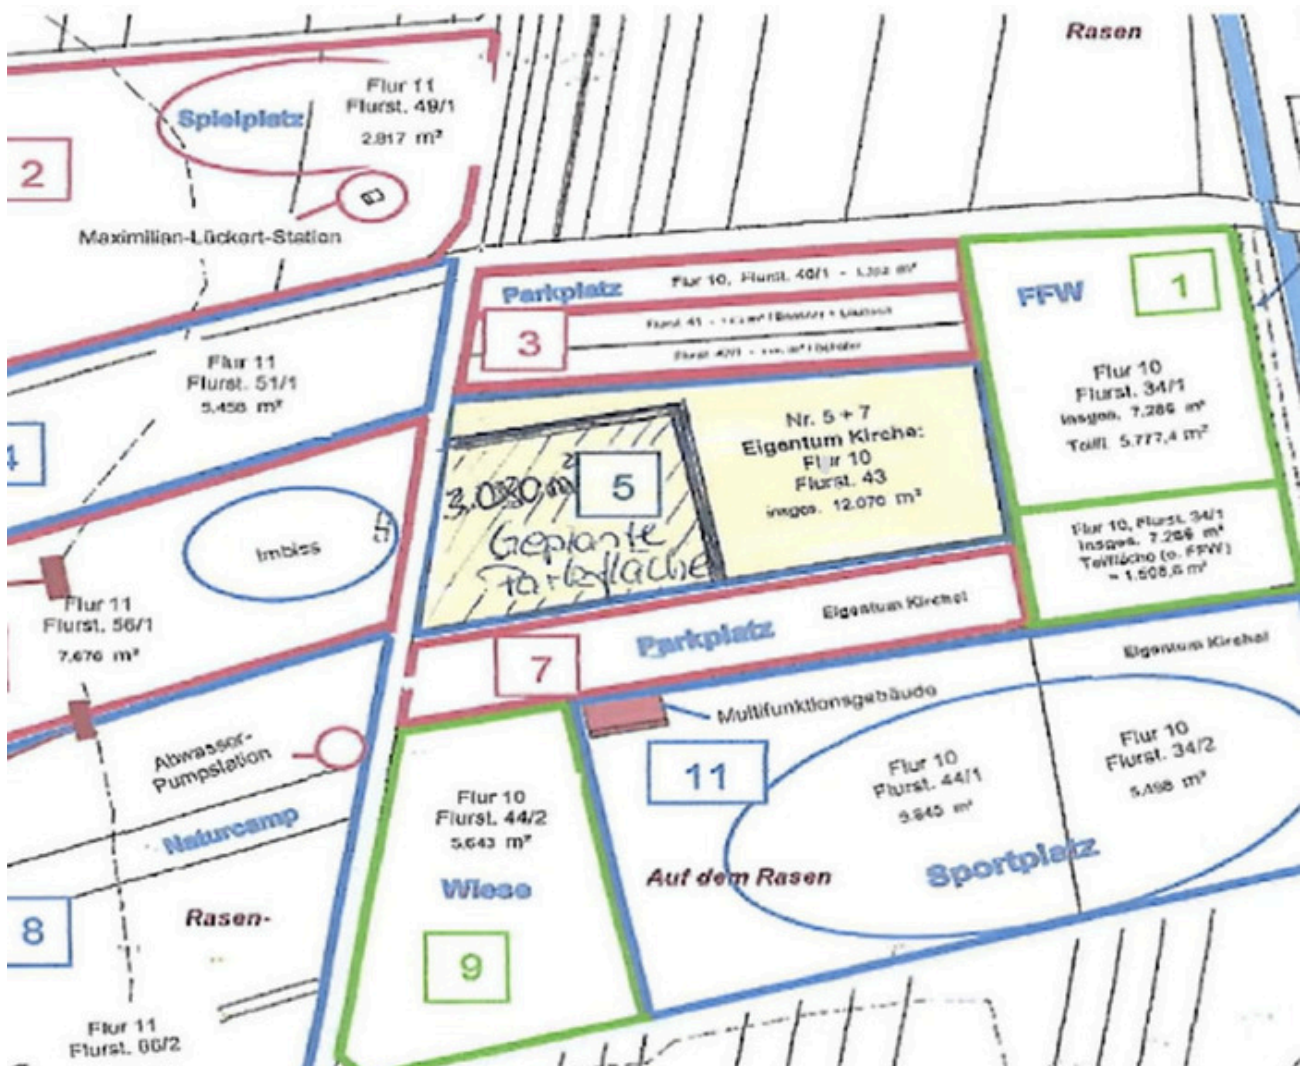 Rasen
Flur 11
Flurst. 49/1
2.817 m²
Spielplatz
2
Maximilian-Lückert-Station
Parkplatz
Flur 10, Flurst. 40/1 -
3
FFW
1
Flur 10
Flurst. 34/1
insges. 7.286 m²
Teilfl. 5.777,4 m²
Flur 11
Flurst. 51/1
5.458 m²
4
Nr. 5 + 7
Eigentum Kirche:
Flur 10
Flurst. 43
insges. 12.070 m²
3.030 m²
5
Geplante
Parkfläche
Imbiss
Flur 10, Flurst. 34/1
insges. 7.286 m²
Teilfläche (o. FFW)
= 1.508,6 m²
Flur 11
Flurst. 56/1
7.676 m²
Parkplatz
Eigentum Kirche!
7
Eigentum Kirche!
Multifunktionsgebäude
Abwasser-
Pumpstation
11
Flur 10
Flurst. 44/1
9.845 m²
Flur 10
Flurst. 34/2
5.498 m²
Flur 10
Flurst. 44/2
5.643 m²
Naturcamp
Wiese
Auf dem Rasen
Sportplatz
8
Rasen-
9
Flur 11
Flurst. 66/2